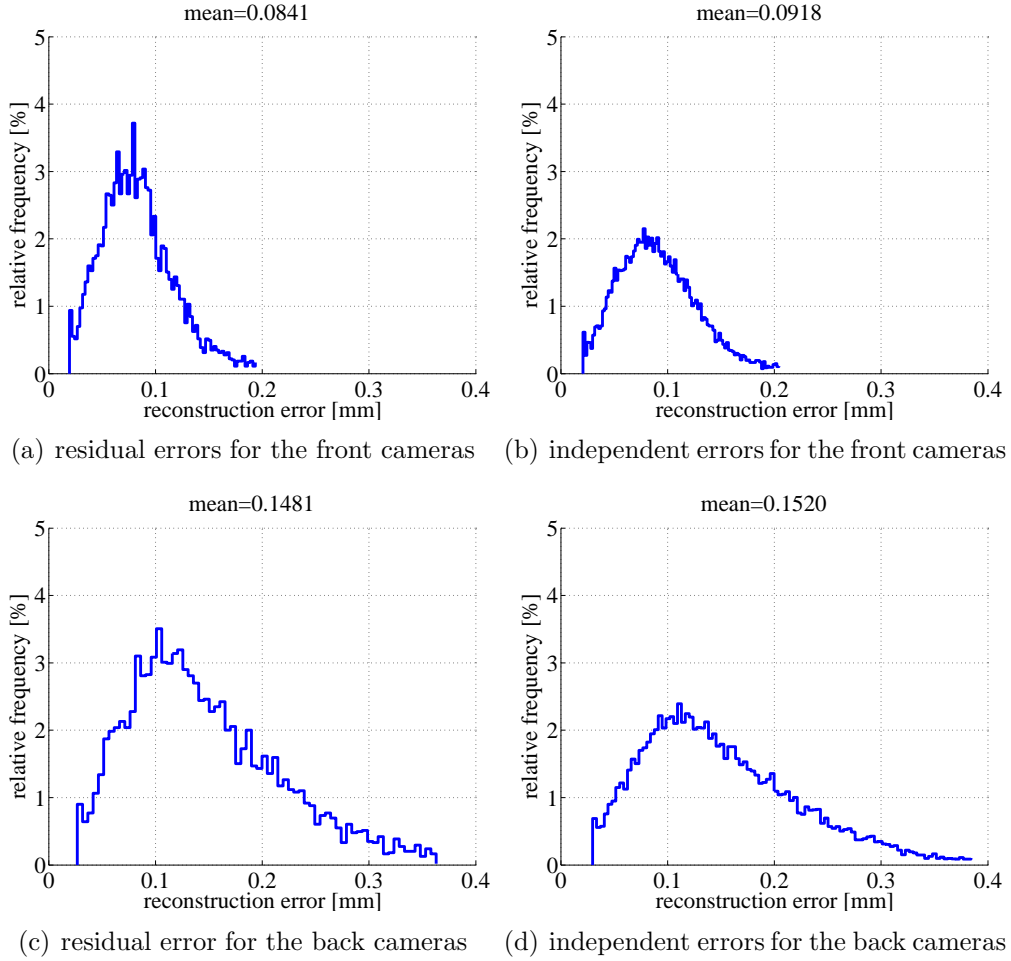 mean=0.0841
mean=0.0918
5
4
3
2
1
0
relative frequency [%]
0
0.1
0.2
0.3
0.4
reconstruction error [mm]
5
4
3
2
1
0
relative frequency [%]
0
0.1
0.2
0.3
0.4
reconstruction error [mm]
(a) residual errors for the front cameras
(b) independent errors for the front cameras
mean=0.1481
mean=0.1520
5
4
3
2
1
0
relative frequency [%]
0
0.1
0.2
0.3
0.4
reconstruction error [mm]
5
4
3
2
1
0
relative frequency [%]
0
0.1
0.2
0.3
0.4
reconstruction error [mm]
(c) residual error for the back cameras
(d) independent errors for the back cameras